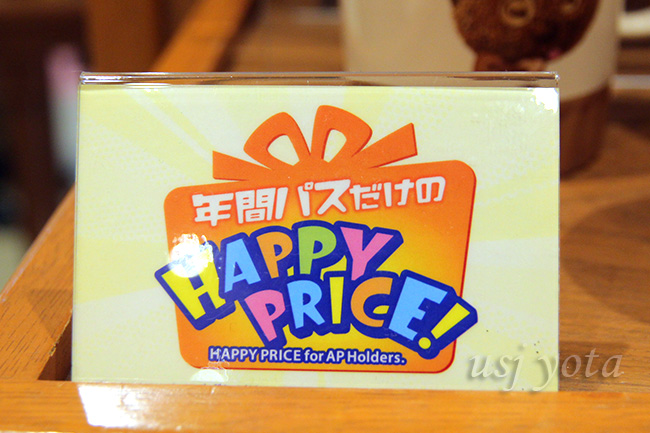 年間パスだけの
HAPPY
PRICE!
HAPPY PRICE for AP Holders.
usj yota